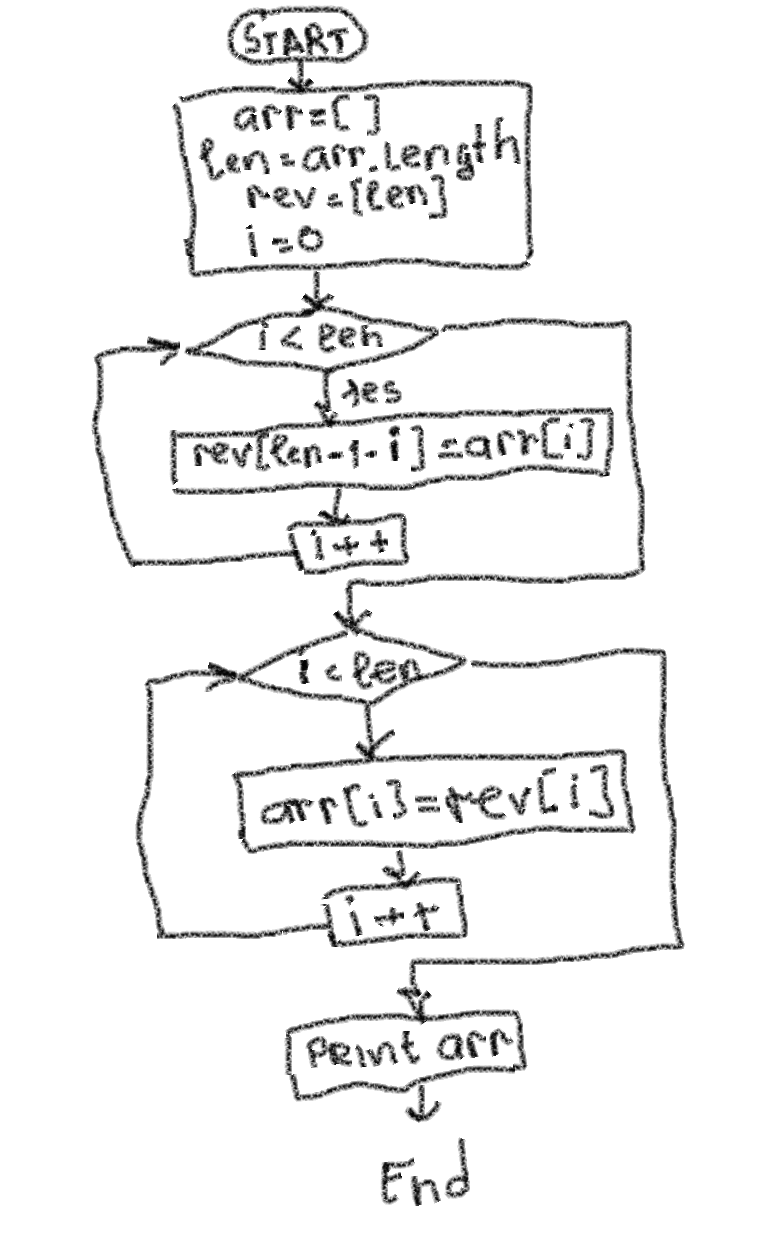 START
arr=[ ]
len=arr.length
rev=[len]
i=0
i < len
Yes
rev[len-1-i]=arr[i]
i++
i < len
arr[i]=rev[i]
i++
Print arr
End